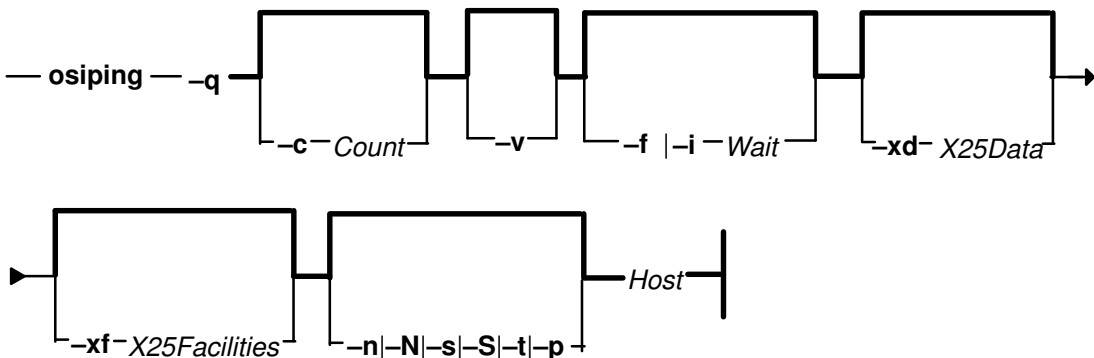 osiping –q
–c Count –v –f |–i Wait –xd X25Data
Host
–xf X25Facilities –n|–N|–s|–S|–t|–p